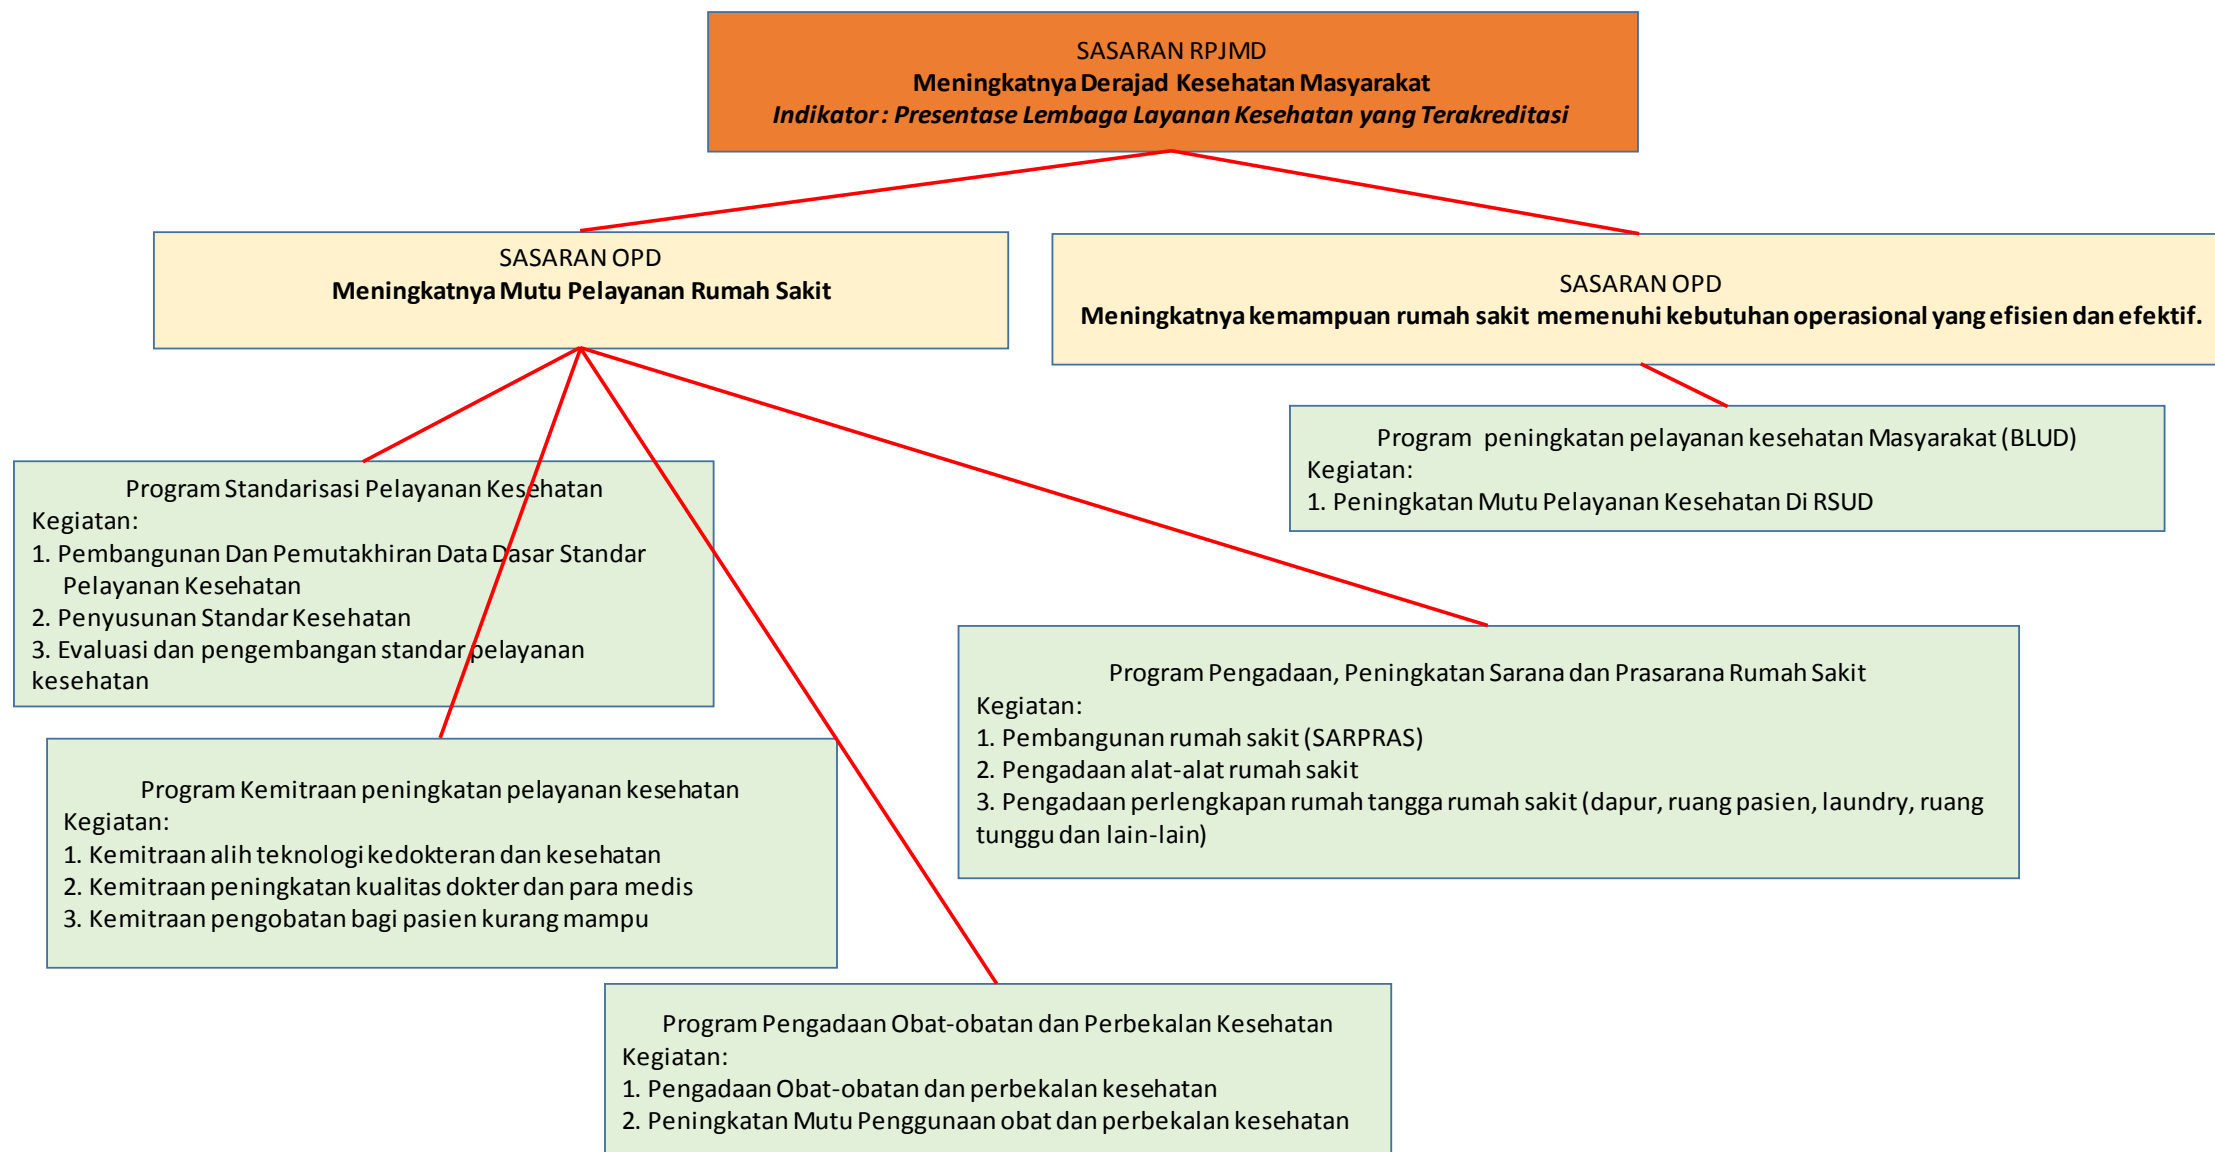 SASARAN RPJMD
Meningkatnya Derajad Kesehatan Masyarakat
Indikator : Presentase Lembaga Layanan Kesehatan yang Terakreditasi
SASARAN OPD
Meningkatnya Mutu Pelayanan Rumah Sakit
SASARAN OPD
Meningkatnya kemampuan rumah sakit memenuhi kebutuhan operasional yang efisien dan efektif.
Program peningkatan pelayanan kesehatan Masyarakat (BLUD)
Kegiatan:
1. Peningkatan Mutu Pelayanan Kesehatan Di RSUD
Program Standarisasi Pelayanan Kesehatan
Kegiatan:
1. Pembangunan Dan Pemutakhiran Data Dasar Standar
Pelayanan Kesehatan
2. Penyusunan Standar Kesehatan
3. Evaluasi dan pengembangan standar pelayanan
kesehatan
Program Pengadaan, Peningkatan Sarana dan Prasarana Rumah Sakit
Kegiatan:
1. Pembangunan rumah sakit (SARPRAS)
2. Pengadaan alat-alat rumah sakit
3. Pengadaan perlengkapan rumah tangga rumah sakit (dapur, ruang pasien, laundry, ruang
tunggu dan lain-lain)
Program Kemitraan peningkatan pelayanan kesehatan
Kegiatan:
1. Kemitraan alih teknologi kedokteran dan kesehatan
2. Kemitraan peningkatan kualitas dokter dan para medis
3. Kemitraan pengobatan bagi pasien kurang mampu
Program Pengadaan Obat-obatan dan Perbekalan Kesehatan
Kegiatan:
1. Pengadaan Obat-obatan dan perbekalan kesehatan
2. Peningkatan Mutu Penggunaan obat dan perbekalan kesehatan